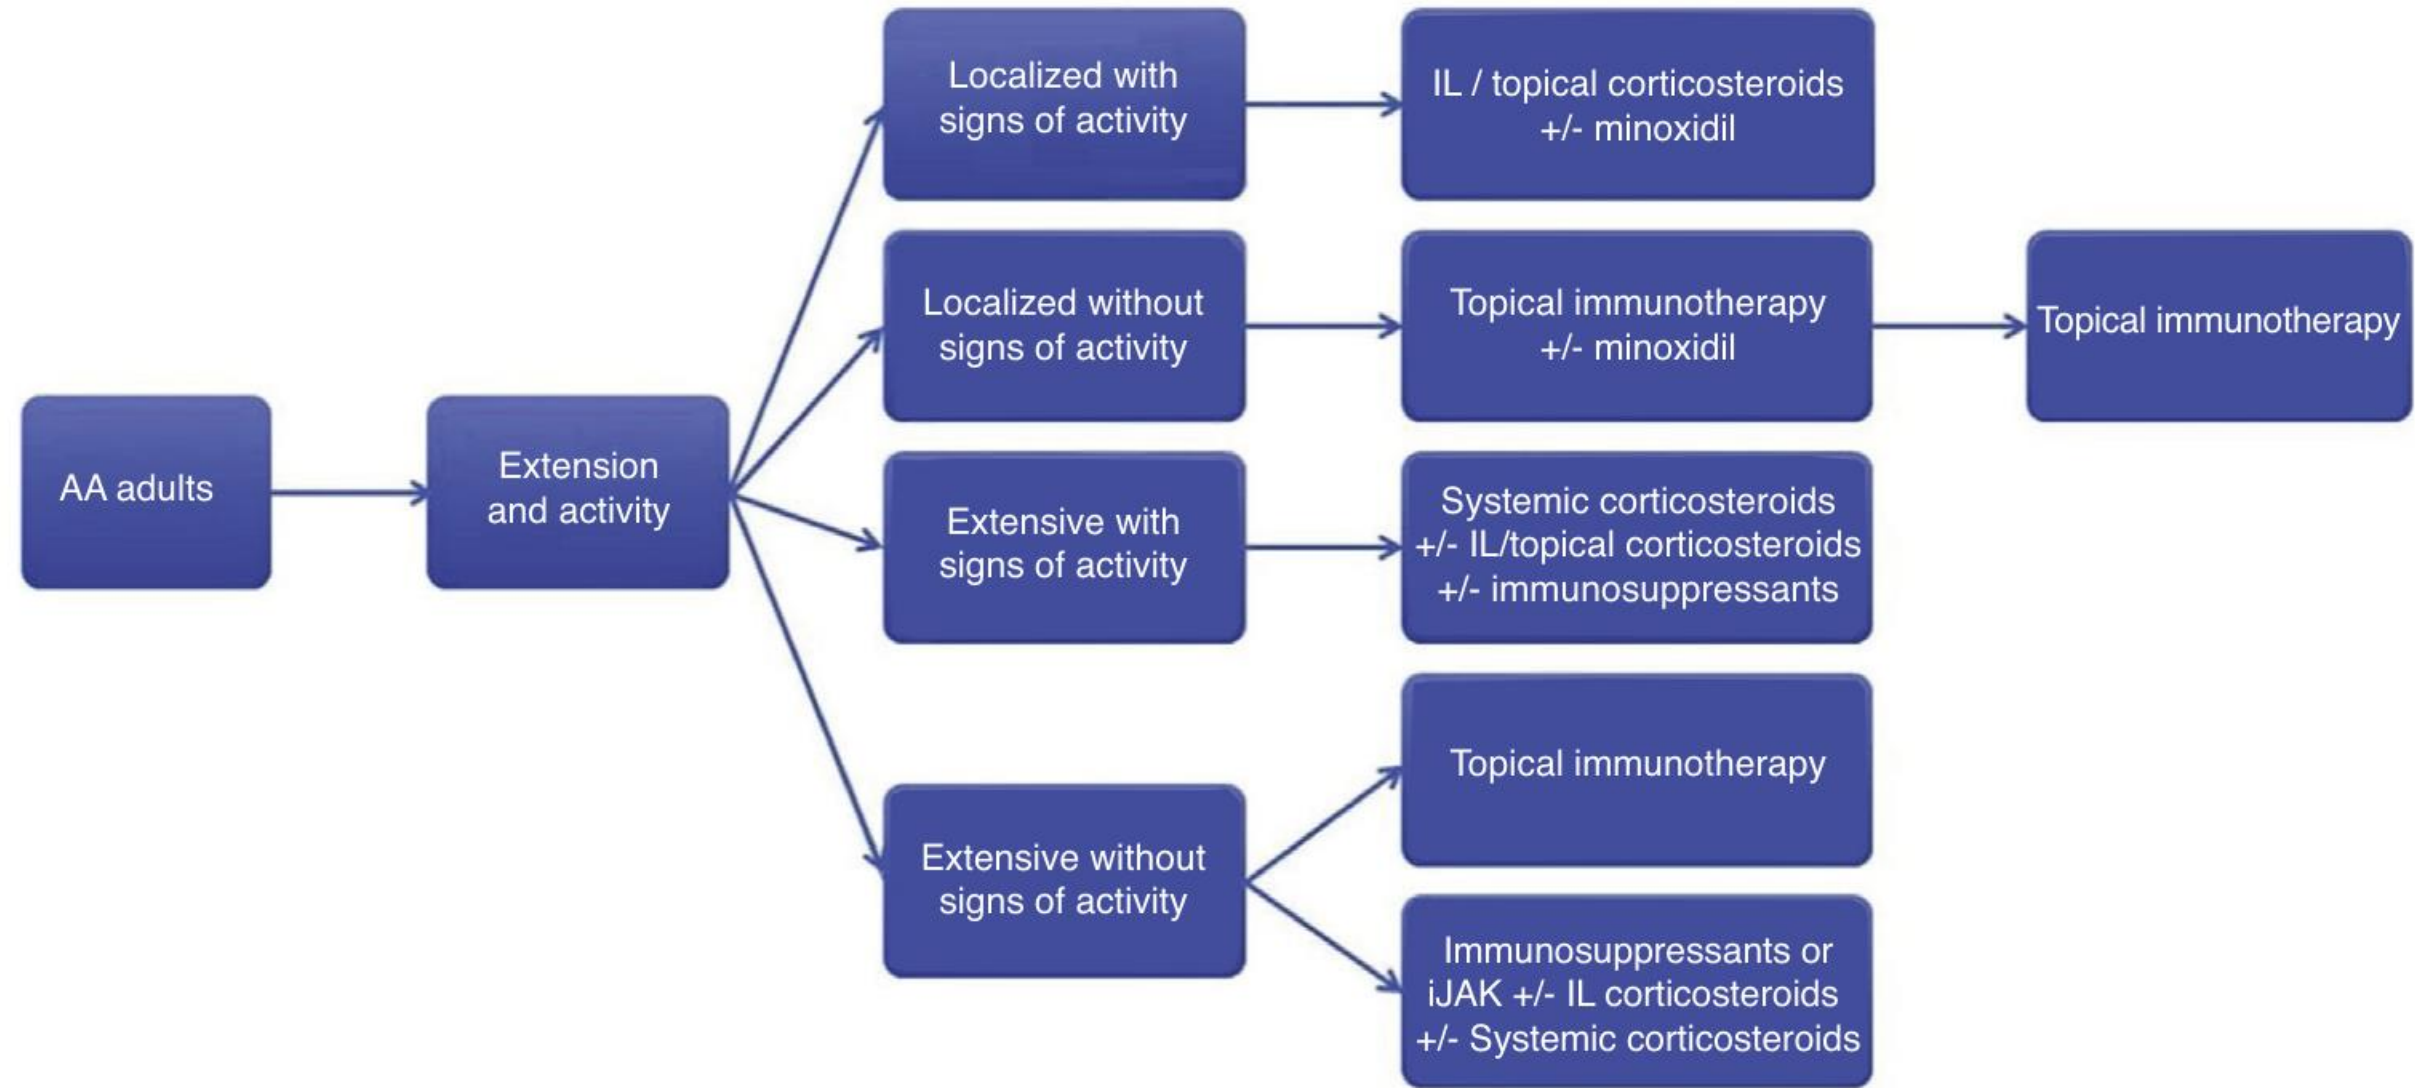 AA adults
Extension
and activity
Localized with
signs of activity
IL / topical corticosteroids
+/- minoxidil
Localized without
signs of activity
Topical immunotherapy
+/- minoxidil
Topical immunotherapy
Extensive with
signs of activity
Systemic corticosteroids
+/- IL/topical corticosteroids
+/- immunosuppressants
Extensive without
signs of activity
Topical immunotherapy
Immunosuppressants or
iJAK +/- IL corticosteroids
+/- Systemic corticosteroids